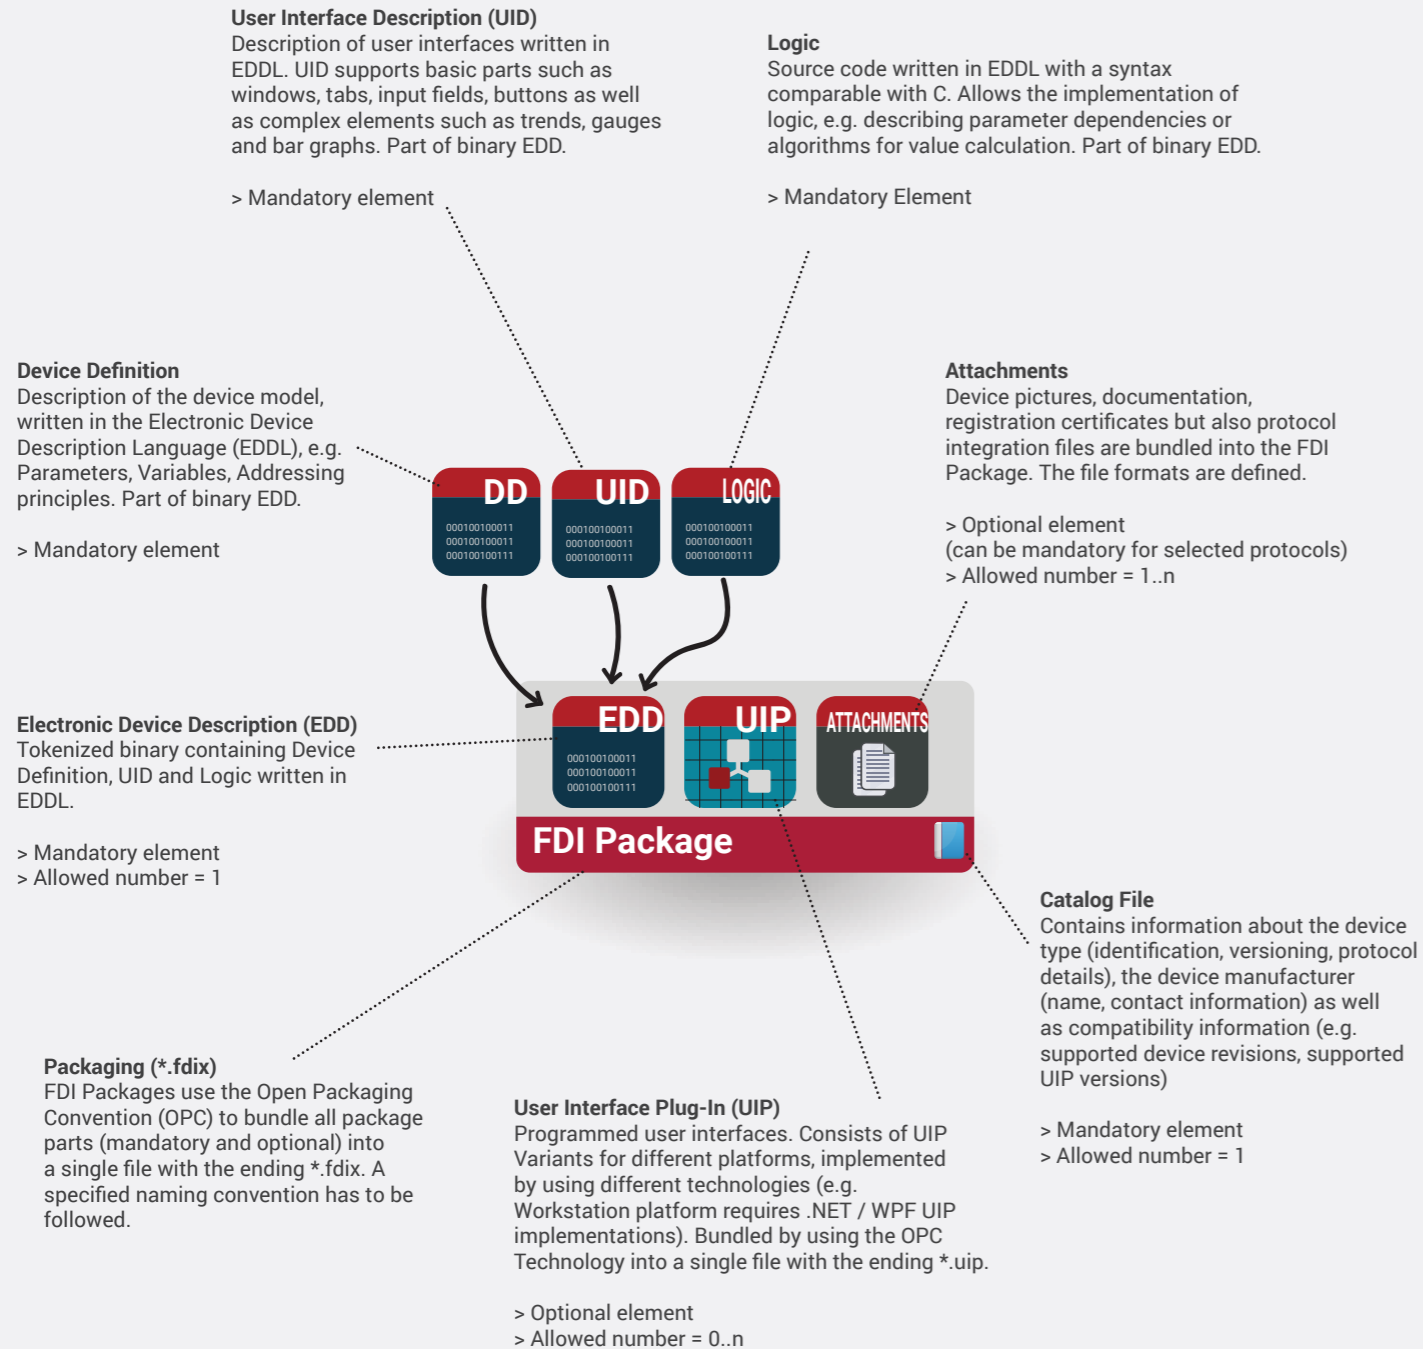 User Interface Description (UID)
Description of user interfaces written in
EDDL. UID supports basic parts such as
windows, tabs, input fields, buttons as well
as complex elements such as trends, gauges
and bar graphs. Part of binary EDD.
> Mandatory element
Logic
Source code written in EDDL with a syntax
comparable with C. Allows the implementation of
logic, e.g. describing parameter dependencies or
algorithms for value calculation. Part of binary EDD.
> Mandatory Element
Device Definition
Description of the device model,
written in the Electronic Device
Description Language (EDDL), e.g.
Parameters, Variables, Addressing
principles. Part of binary EDD.
> Mandatory element
DD
000100100011
000100100011
000100100111
UID
000100100011
000100100011
000100100111
LOGIC
000100100011
000100100011
000100100111
Attachments
Device pictures, documentation,
registration certificates but also protocol
integration files are bundled into the FDI
Package. The file formats are defined.
> Optional element
(can be mandatory for selected protocols)
> Allowed number = 1..n
Electronic Device Description (EDD)
Tokenized binary containing Device
Definition, UID and Logic written in
EDDL.
> Mandatory element
> Allowed number = 1
EDD
000100100011
000100100011
000100100111
UIP
ATTACHMENTS
FDI Package
Catalog File
Contains information about the device
type (identification, versioning, protocol
details), the device manufacturer
(name, contact information) as well
as compatibility information (e.g.
supported device revisions, supported
UIP versions)
> Mandatory element
> Allowed number = 1
Packaging (*.fdix)
FDI Packages use the Open Packaging
Convention (OPC) to bundle all package
parts (mandatory and optional) into
a single file with the ending *.fdix. A
specified naming convention has to be
followed.
User Interface Plug-In (UIP)
Programmed user interfaces. Consists of UIP
Variants for different platforms, implemented
by using different technologies (e.g.
Workstation platform requires .NET / WPF UIP
implementations). Bundled by using the OPC
Technology into a single file with the ending *.uip.
> Optional element
> Allowed number = 0..n